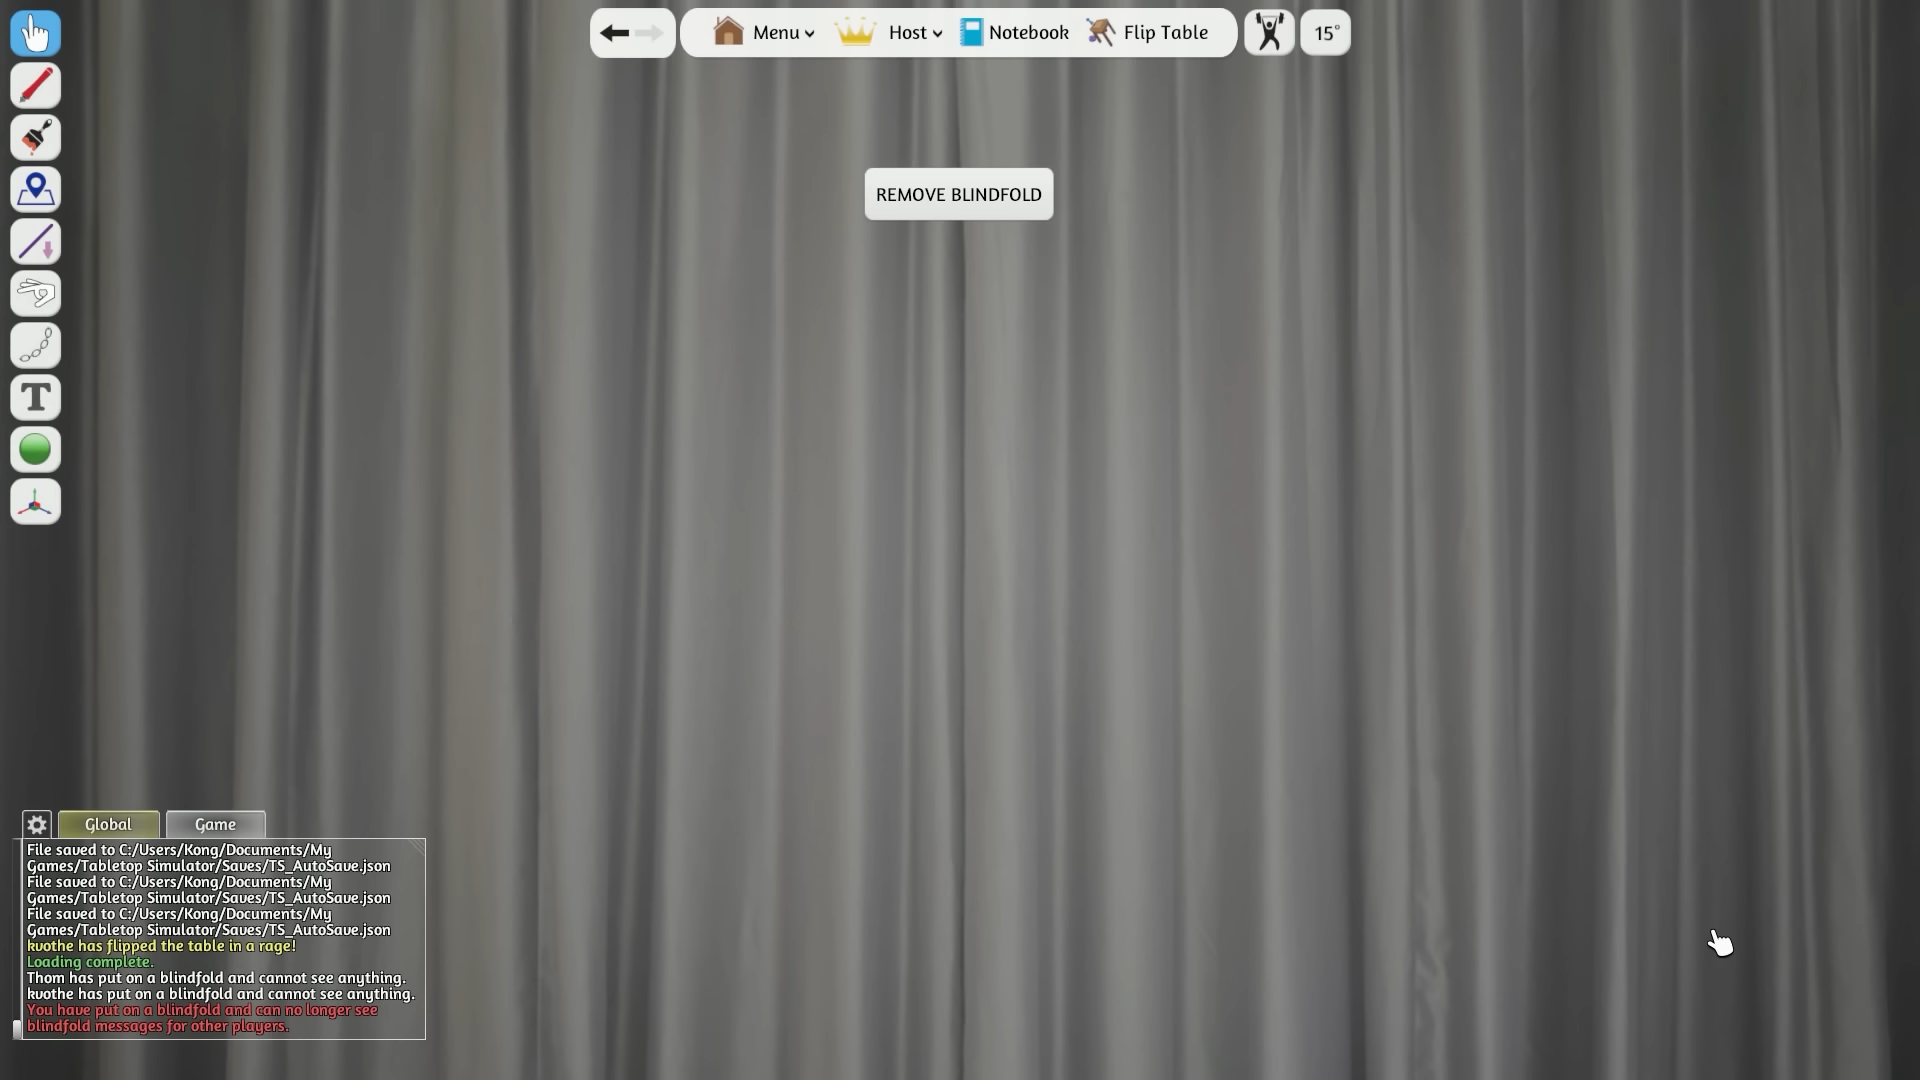 Menu Host Notebook Flip Table 15°
REMOVE BLINDFOLD
T
Global Game
File saved to C:/Users/Kong/Documents/My
Games/Tabletop Simulator/Saves/TS_AutoSave.json
File saved to C:/Users/Kong/Documents/My
Games/Tabletop Simulator/Saves/TS_AutoSave.json
File saved to C:/Users/Kong/Documents/My
Games/Tabletop Simulator/Saves/TS_AutoSave.json
kvothe has flipped the table in a rage!
Loading complete.
Thom has put on a blindfold and cannot see anything.
kvothe has put on a blindfold and cannot see anything.
You have put on a blindfold and can no longer see
blindfold messages for other players.